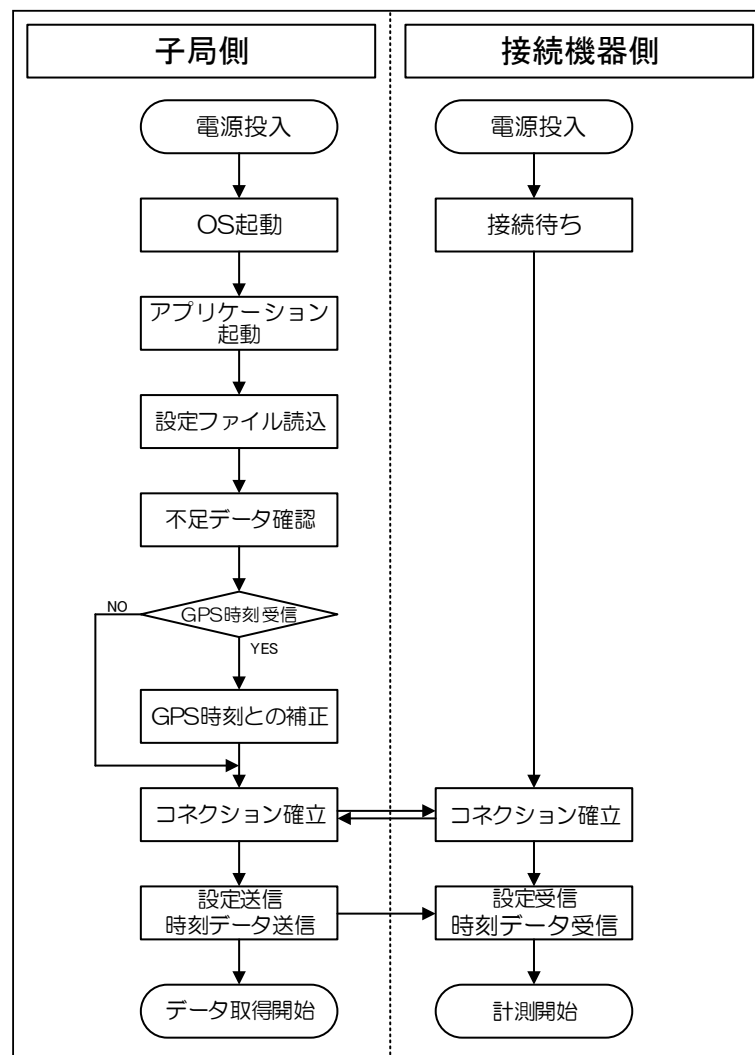 子局側
接続機器側
電源投入
電源投入
OS起動
接続待ち
アプリケーション
起動
設定ファイル読込
不足データ確認
GPS時刻受信
NO
YES
GPS時刻との補正
コネクション確立
コネクション確立
設定送信
時刻データ送信
設定受信
時刻データ受信
データ取得開始
計測開始